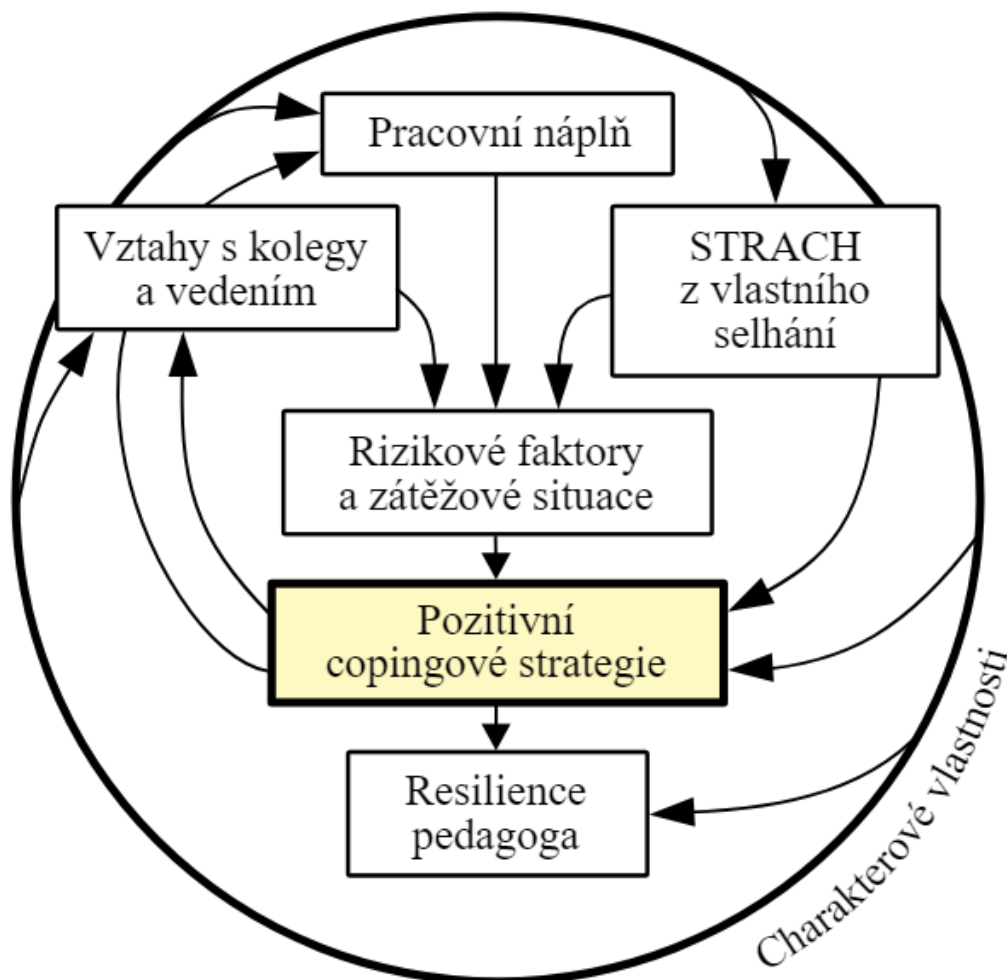 Pracovní náplň
Vztahy s kolegy
a vedením
STRACH
z vlastního
selhání
Rizikové faktory
a zátěžové situace
Pozitivní
copingové strategie
Resilience
pedagoga
Charakterové vlastnosti